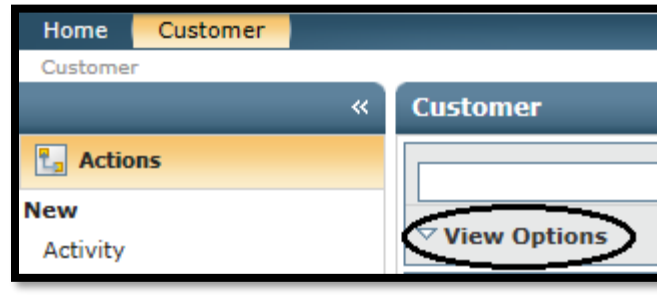 Home Customer
Customer
Customer
Actions
New
Activity
View Options